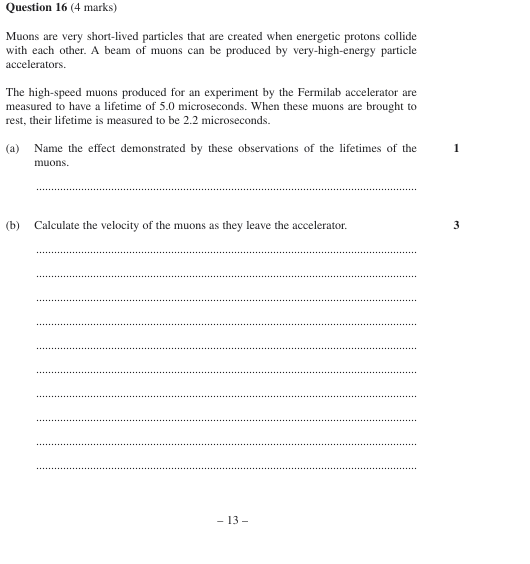 Question 16 (4 marks)
Muons are very short-lived particles that are created when energetic protons collide
with each other. A beam of muons can be produced by very-high-energy particle
accelerators.
The high-speed muons produced for an experiment by the Fermilab accelerator are
measured to have a lifetime of 5.0 microseconds. When these muons are brought to
rest, their lifetime is measured to be 2.2 microseconds.
(a) Name the effect demonstrated by these observations of the lifetimes of the 1
muons.
(b) Calculate the velocity of the muons as they leave the accelerator. 3
– 13 –